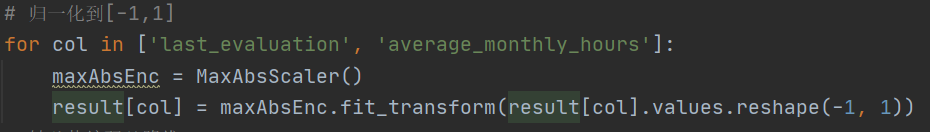 # 归一化到[-1,1]
for col in ['last_evaluation', 'average_monthly_hours']:
    maxAbsEnc = MaxAbsScaler()
    result[col] = maxAbsEnc.fit_transform(result[col].values.reshape(-1, 1))